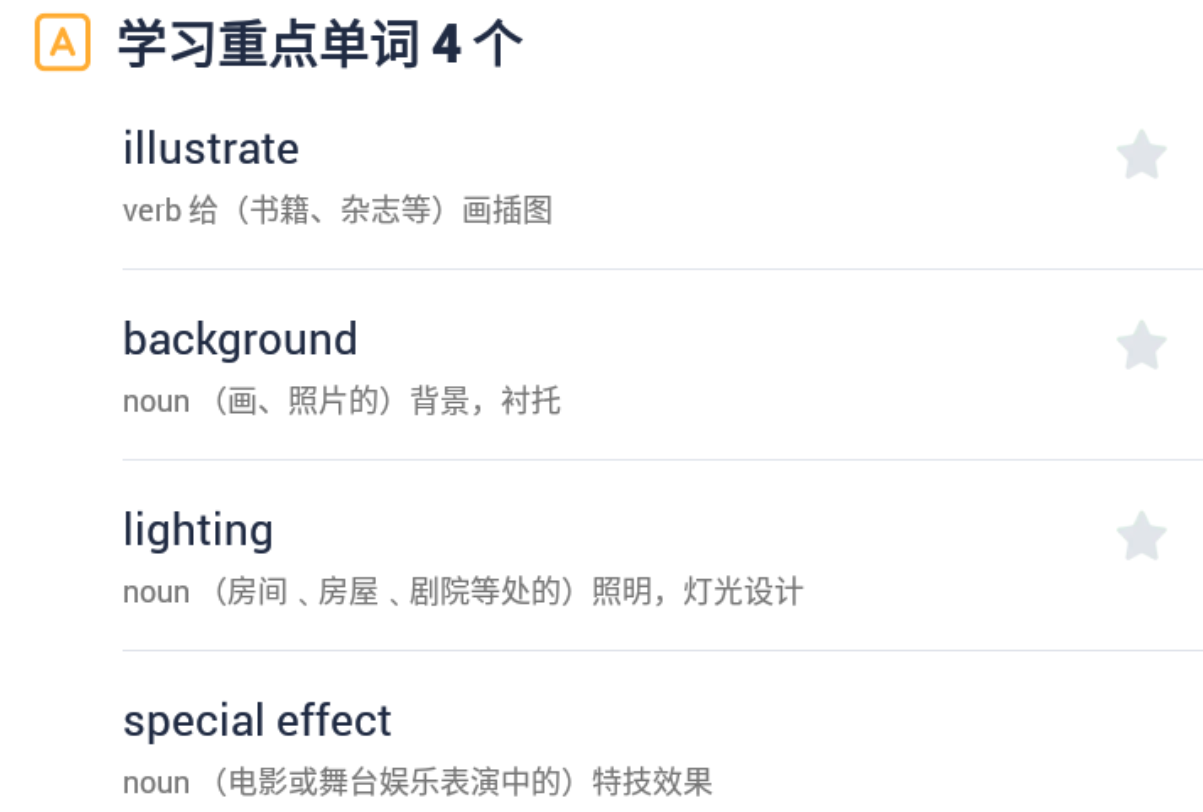 A 学习重点单词 4 个
illustrate
verb 给（书籍、杂志等）画插图
background
noun （画、照片的）背景，衬托
lighting
noun （房间﹑房屋﹑剧院等处的）照明，灯光设计
special effect
noun （电影或舞台娱乐表演中的）特技效果